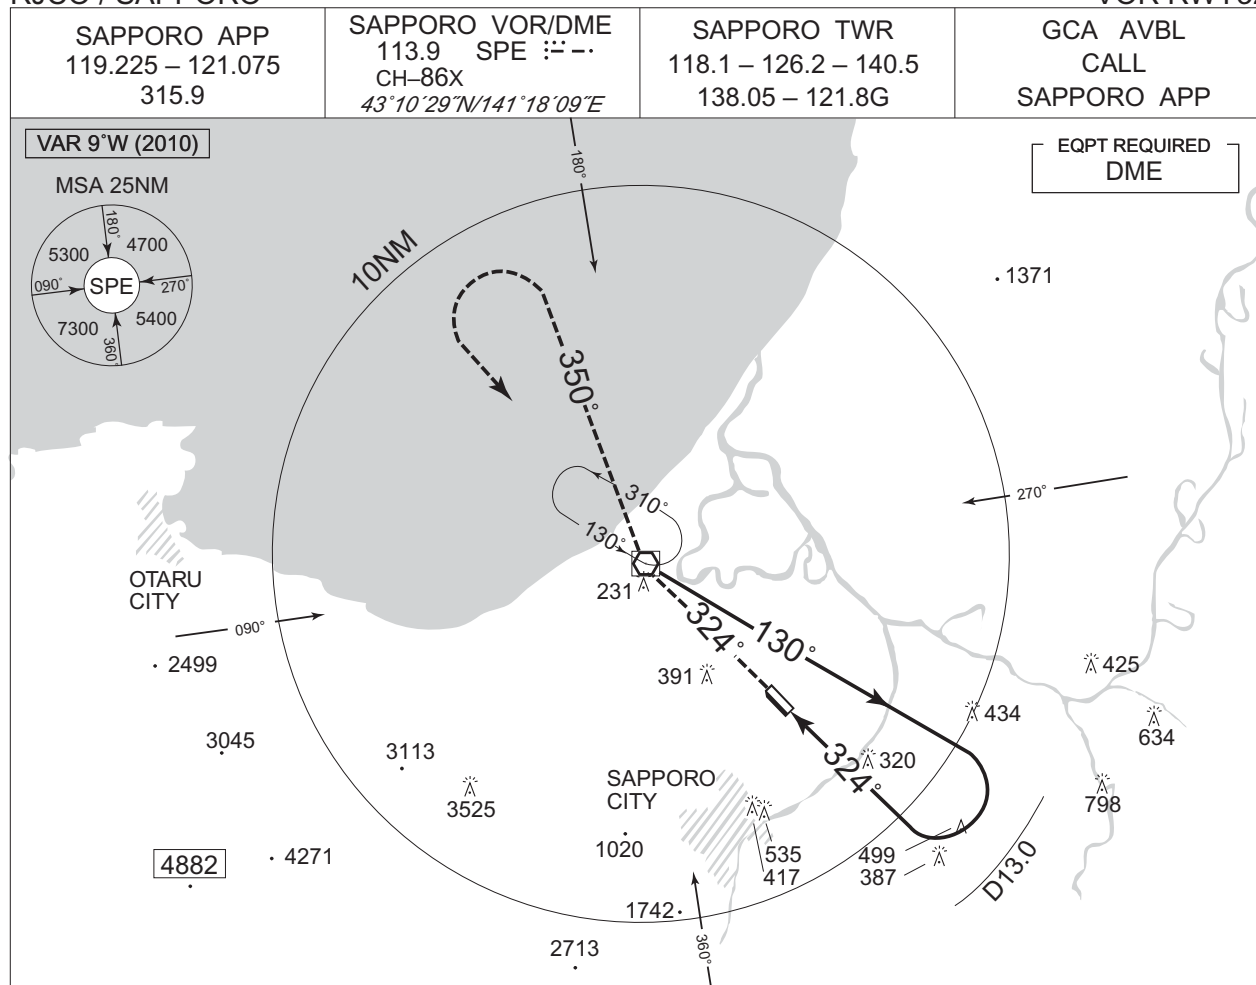 SAPPORO APP
119.225 – 121.075
315.9
SAPPORO VOR/DME
113.9 SPE
CH–86X
43°10´29˝N/141°18´09˝E
SAPPORO TWR
118.1 – 126.2 – 140.5
138.05 – 121.8G
GCA AVBL
CALL
SAPPORO APP
VAR 9°W (2010)
MSA 25NM
180°
5300
4700
090°
SPE
270°
7300
5400
360°
EQPT REQUIRED
DME
180°
10NM
1371
350°
310°
130°
270°
231
OTARU
CITY
090°
2499
324°
130°
391
425
434
634
3045
3113
3525
SAPPORO
CITY
324°
320
798
1020
535
417
499
387
D13.0
4882
4271
1742
360°
2713